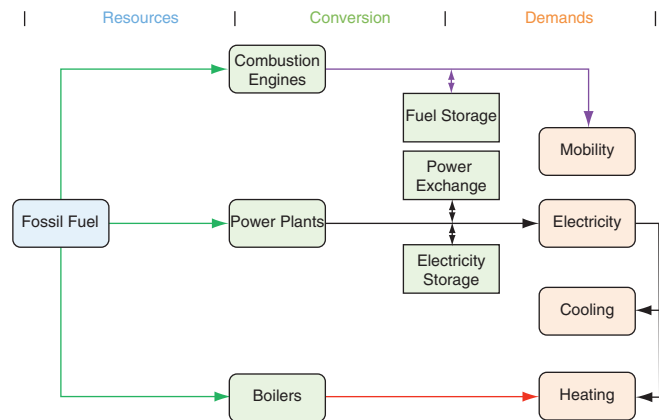 Resources
Conversion
Demands
Combustion
Engines
Fuel Storage
Mobility
Power
Exchange
Fossil Fuel
Power Plants
Electricity
Electricity
Storage
Cooling
Boilers
Heating